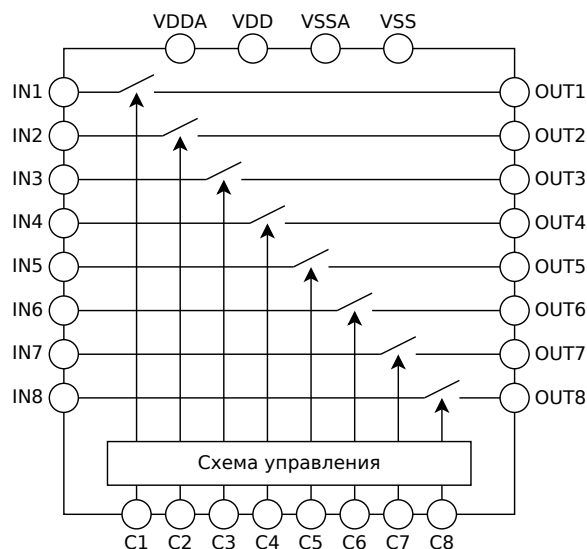 VDDA VDD VSSA VSS
IN1 OUT1
IN2 OUT2
IN3 OUT3
IN4 OUT4
IN5 OUT5
IN6 OUT6
IN7 OUT7
IN8 OUT8
Схема управления
C1 C2 C3 C4 C5 C6 C7 C8